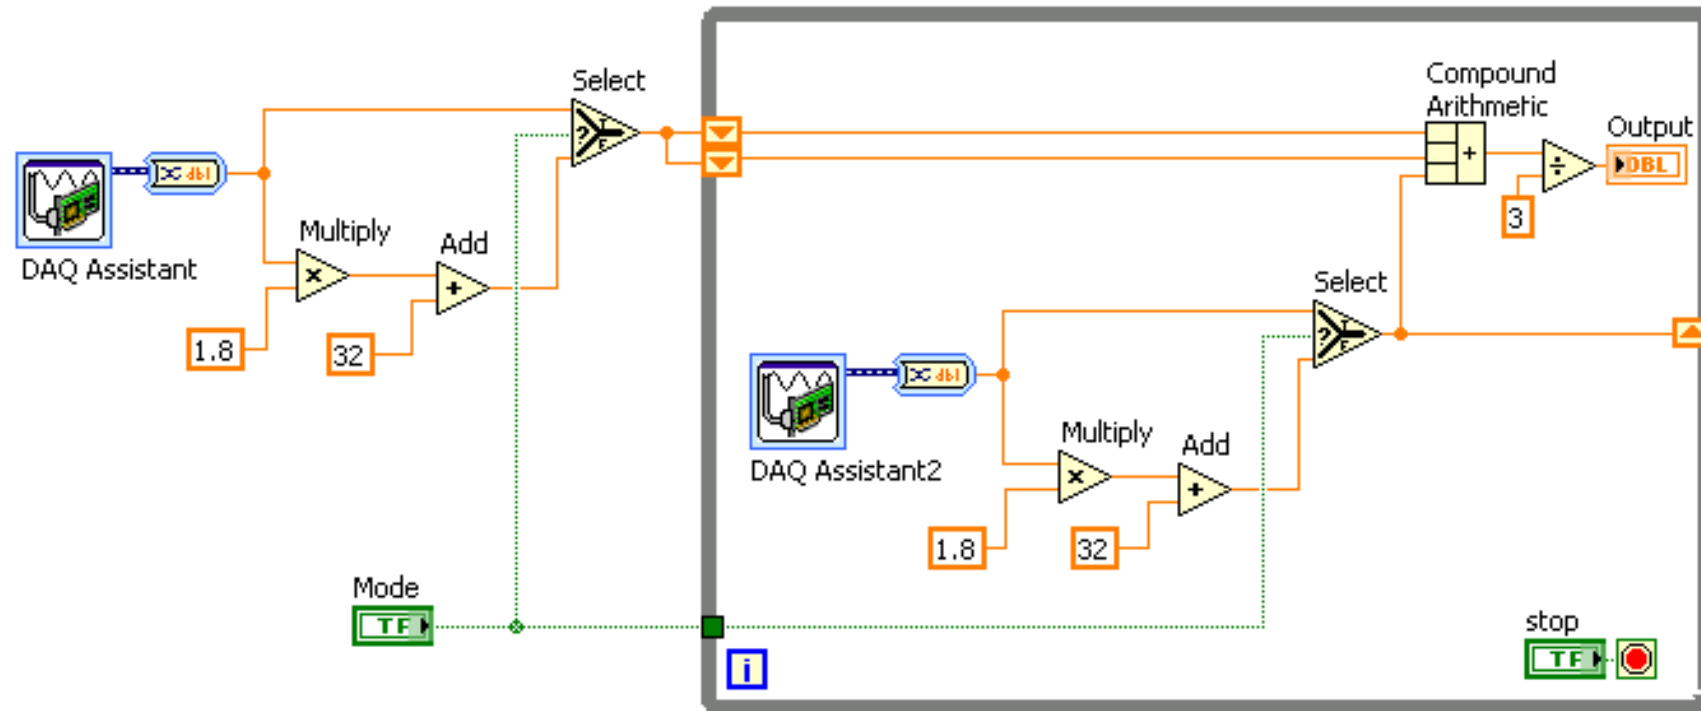 Select
DAQ Assistant
dbl
Multiply
×
1.8
Add
+
32
?
T
F
Mode
TF
i
Compound
Arithmetic
+
÷
3
Output
DBL
Select
?
T
F
DAQ Assistant2
dbl
Multiply
×
1.8
Add
+
32
stop
TF